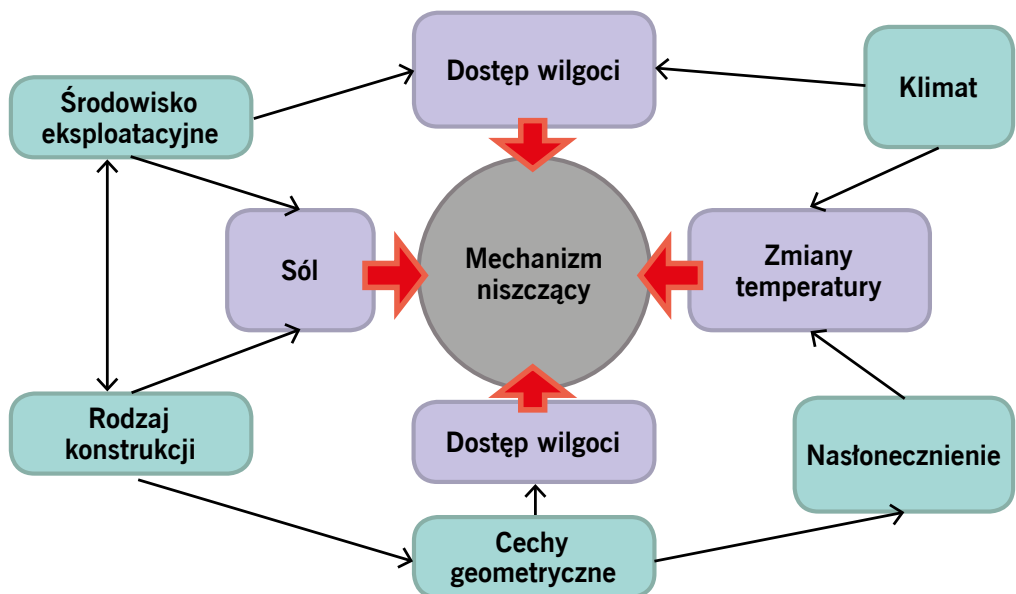 Dostęp wilgoci
Klimat
Środowisko
eksploatacyjne
Sól
Mechanizm
niszczący
Zmiany
temperatury
Rodzaj
konstrukcji
Dostęp wilgoci
Nasłonecznienie
Cechy
geometryczne